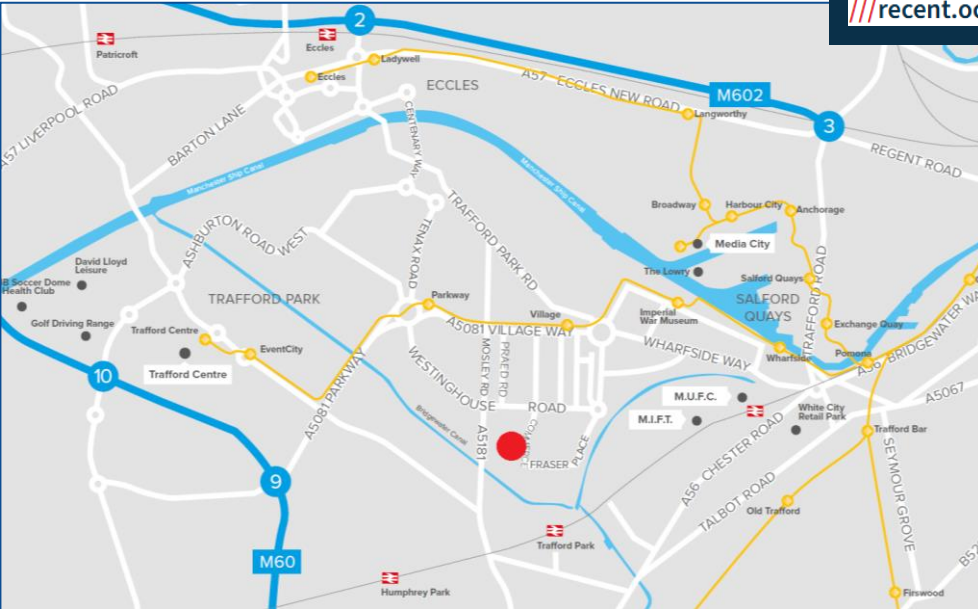 ///recent.oc
2
Eccles
Patricroft
Ladywell
Eccles
ECCLES
A57 ECCLES NEW ROAD
M602
Langworthy
3
A57 LIVERPOOL ROAD
BARTON LANE
CENTENARY WAY
REGENT ROAD
Manchester Ship Canal
Manchester Ship Canal
Broadway
Harbour City
Anchorage
ASHBURTON ROAD WEST
TENAX ROAD
TRAFFORD PARK RD
Media City
David Lloyd
Leisure
The Lowry
Salford Quays
TRAFFORD ROAD
B Soccer Dome
Health Club
TRAFFORD PARK
Parkway
SALFORD
QUAYS
Golf Driving Range
Trafford Centre
Village
Imperial
War Museum
Exchange Quay
A5081 VILLAGE WAY
EventCity
WHARFSIDE WAY
Wharfside
Pomona
A56 BRIDGEWATER WA
Trafford Centre
10
A5081 PARKWAY
WESTINGHOUSE ROAD
MOSLEY RD
PRAED RD
M.U.F.C.
A5067
Bridgewater Canal
M.I.F.T.
White City
Retail Park
A5181
COMMERCE
FRASER PLACE
A56 CHESTER ROAD
Trafford Bar
9
TALBOT ROAD
SEYMOUR GROVE
Old Trafford
Trafford Park
M60
B52
Humphrey Park
Firswood